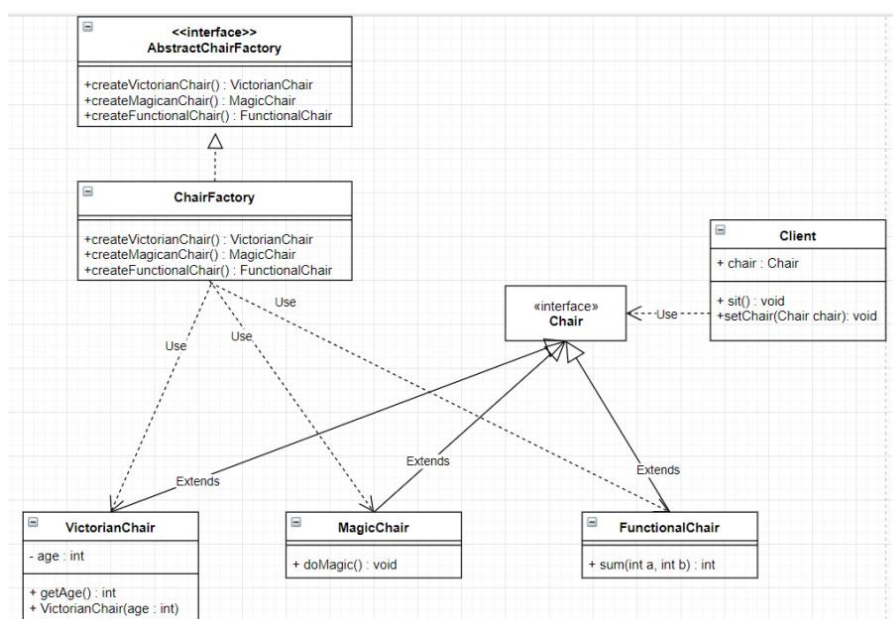 <<interface>>
AbstractChairFactory
+createVictorianChair() : VictorianChair
+createMagicanChair() : MagicChair
+createFunctionalChair() : FunctionalChair
ChairFactory
+createVictorianChair() : VictorianChair
+createMagicanChair() : MagicChair
+createFunctionalChair() : FunctionalChair
Client
+ chair : Chair
+ sit() : void
+setChair(Chair chair): void
«interface»
Chair
Use
Use
Use
Use
Extends
Extends
Extends
VictorianChair
- age : int
+ getAge() : int
+ VictorianChair(age : int)
MagicChair
+ doMagic() : void
FunctionalChair
+ sum(int a, int b) : int